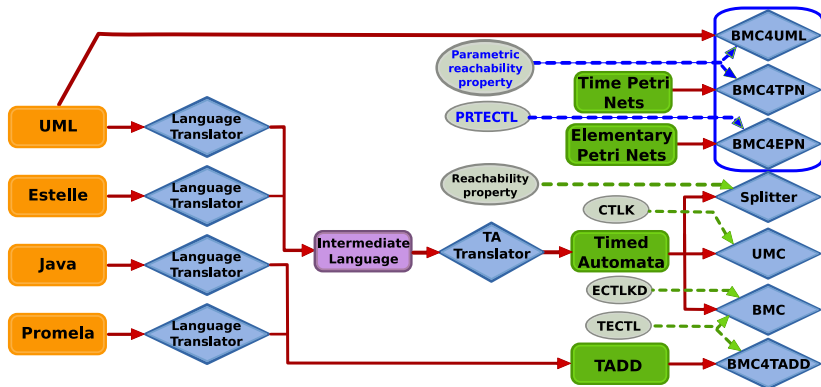 BMC4UML
Parametric
reachability
property
Time Petri
Nets
BMC4TPN
UML
Language
Translator
PRTECTL
Elementary
Petri Nets
BMC4EPN
Estelle
Language
Translator
Reachability
property
Splitter
CTLK
Java
Language
Translator
Intermediate
Language
TA
Translator
Timed
Automata
UMC
ECTLKD
BMC
Promela
Language
Translator
TECTL
TADD
BMC4TADD